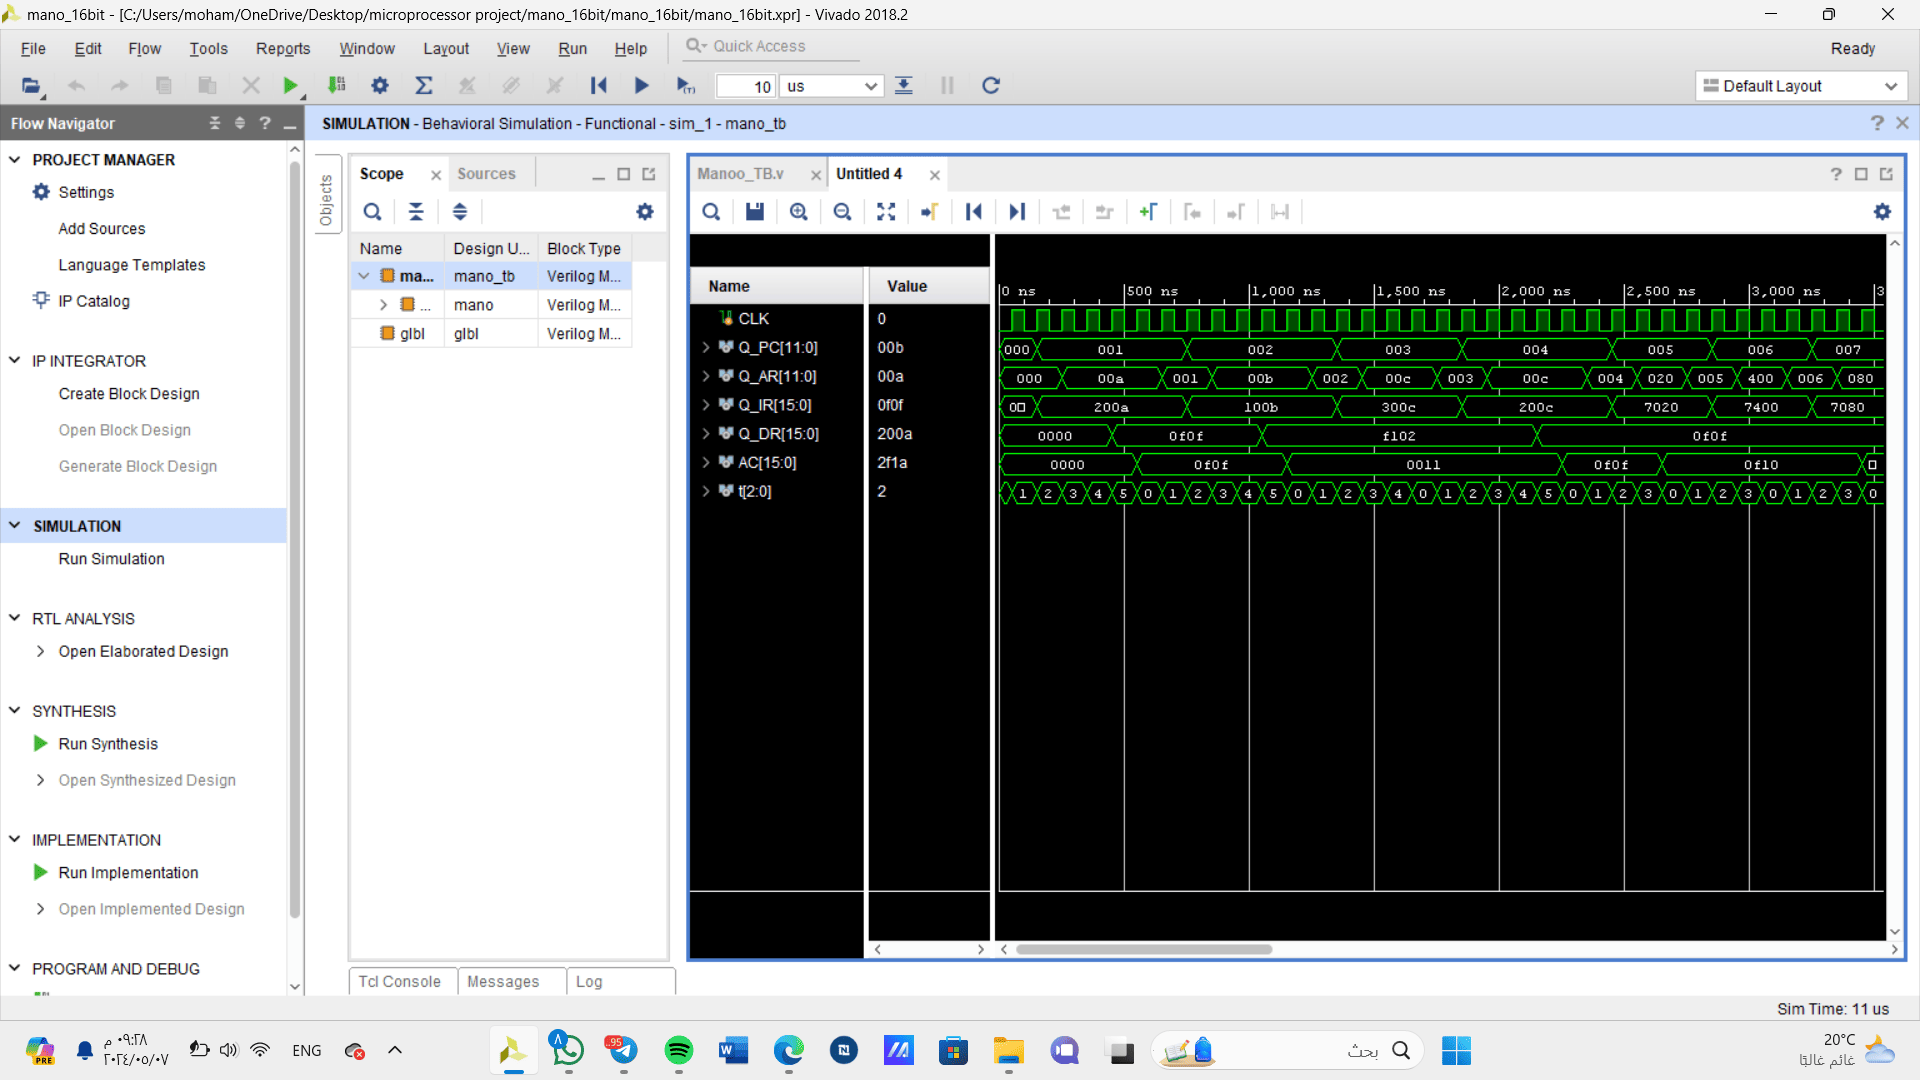 mano_16bit - [C:/Users/moham/OneDrive/Desktop/microprocessor project/mano_16bit/mano_16bit/mano_16bit.xpr] - Vivado 2018.2
File Edit Flow Tools Reports Window Layout View Run Help Quick Access Ready
10 us Default Layout
Flow Navigator
SIMULATION - Behavioral Simulation - Functional - sim_1 - mano_tb
PROJECT MANAGER
Settings
Add Sources
Language Templates
IP Catalog
IP INTEGRATOR
Create Block Design
Open Block Design
Generate Block Design
SIMULATION
Run Simulation
RTL ANALYSIS
Open Elaborated Design
SYNTHESIS
Run Synthesis
Open Synthesized Design
IMPLEMENTATION
Run Implementation
Open Implemented Design
PROGRAM AND DEBUG
Objects
Scope Sources
Name Design U... Block Type
ma... mano_tb Verilog M...
... mano Verilog M...
glbl glbl Verilog M...
Tcl Console Messages Log
Manoo_TB.v Untitled 4
Name Value
0 ns 500 ns 1,000 ns 1,500 ns 2,000 ns 2,500 ns 3,000 ns 3
CLK 0
Q_PC[11:0] 00b 000 001 002 003 004 005 006 007
Q_AR[11:0] 00a 000 00a 001 00b 002 00c 003 00c 004 020 005 400 006 080
Q_IR[15:0] 0f0f 0 200a 100b 300c 200c 7020 7400 7080
Q_DR[15:0] 200a 0000 0f0f f102 0f0f
AC[15:0] 2f1a 0000 0f0f 0011 0f0f 0f10
t[2:0] 2 1 2 3 4 5 0 1 2 3 4 5 0 1 2 3 4 0 1 2 3 4 5 0 1 2 3 0 1 2 3 0 1 2 3 0
Sim Time: 11 us
PRE
٠٩:٢٨ م
٢٠٢٤/٠٥/٠٧
ENG
95
بحث
20°C
غائم غالبًا